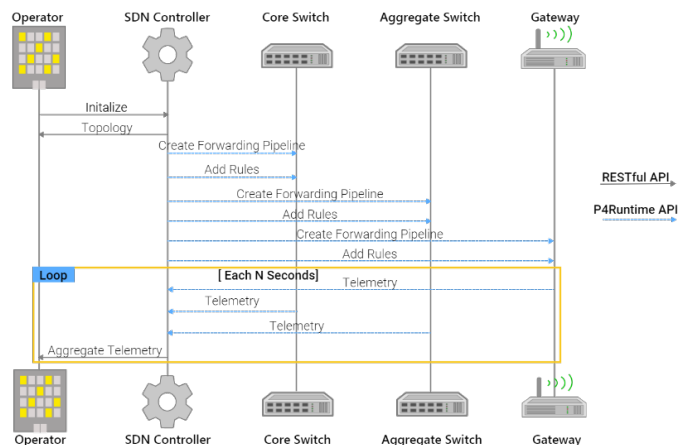 Operator
SDN Controller
Core Switch
Aggregate Switch
Gateway
Initalize
Topology
Create Forwarding Pipeline
Add Rules
RESTful API
Create Forwarding Pipeline
P4Runtime API
Add Rules
Create Forwarding Pipeline
Add Rules
Loop
[ Each N Seconds]
Telemetry
Telemetry
Telemetry
Aggregate Telemetry
Operator
SDN Controller
Core Switch
Aggregate Switch
Gateway